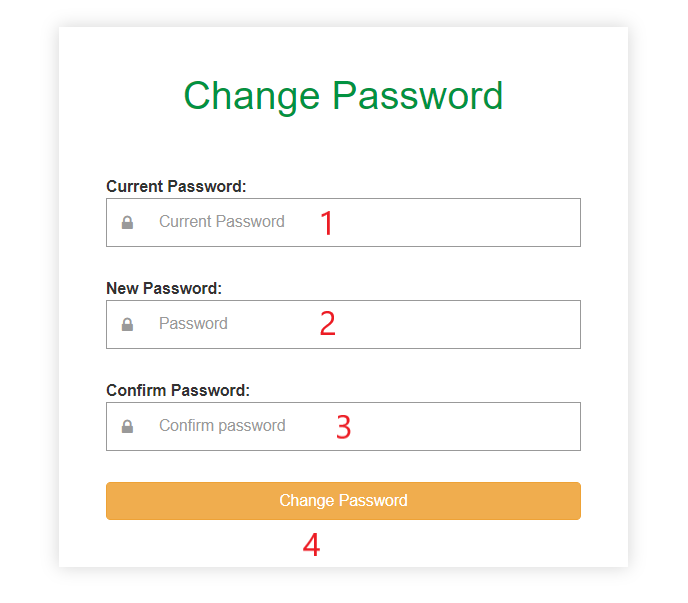 Change Password
Current Password:
Current Password 1
New Password:
Password 2
Confirm Password:
Confirm password 3
Change Password
4